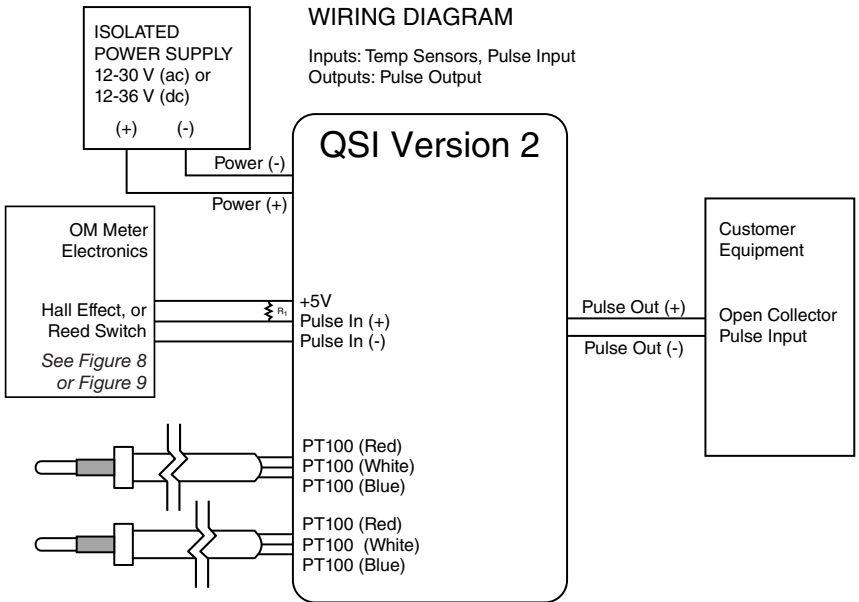 WIRING DIAGRAM
Inputs: Temp Sensors, Pulse Input
Outputs: Pulse Output
ISOLATED
POWER SUPPLY
12-30 V (ac) or
12-36 V (dc)
(+) (-)
Power (-)
Power (+)
QSI Version 2
OM Meter
Electronics
Hall Effect, or
Reed Switch
See Figure 8
or Figure 9
R1
+5V
Pulse In (+)
Pulse In (-)
Pulse Out (+)
Pulse Out (-)
Customer
Equipment
Open Collector
Pulse Input
PT100 (Red)
PT100 (White)
PT100 (Blue)
PT100 (Red)
PT100 (White)
PT100 (Blue)